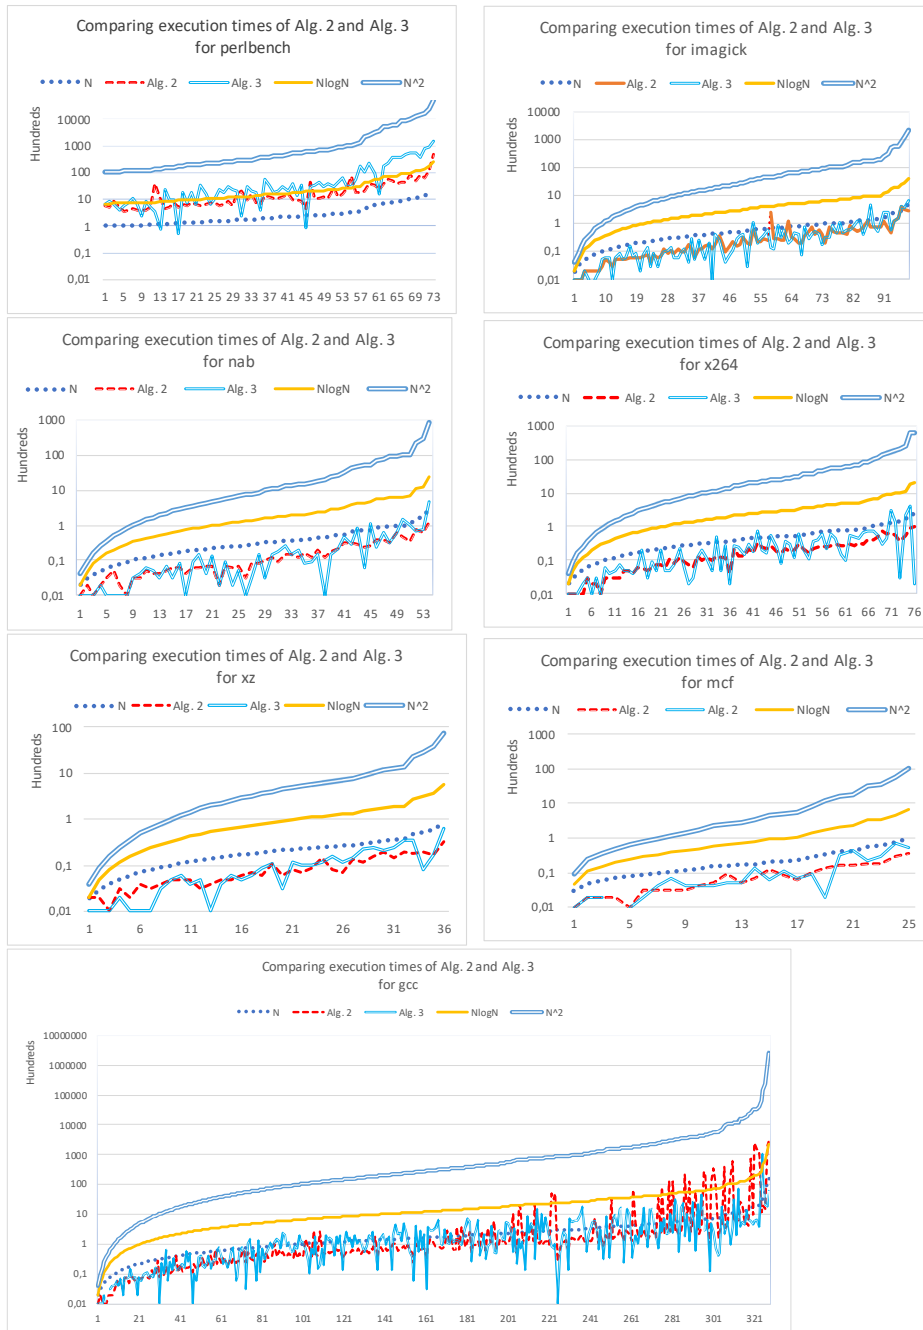 Comparing execution times of Alg. 2 and Alg. 3
for perlbench
N Alg. 2 Alg. 3 NlogN N^2
Hundreds
10000
1000
100
10
1
0,1
0,01
1 5 9 13 17 21 25 29 33 37 41 45 49 53 57 61 65 69 73
Comparing execution times of Alg. 2 and Alg. 3
for imagick
N Alg. 2 Alg. 3 NlogN N^2
Hundreds
10000
1000
100
10
1
0,1
0,01
1 10 19 28 37 46 55 64 73 82 91
Comparing execution times of Alg. 2 and Alg. 3
for nab
N Alg. 2 Alg. 3 NlogN N^2
Hundreds
1000
100
10
1
0,1
0,01
1 5 9 13 17 21 25 29 33 37 41 45 49 53
Comparing execution times of Alg. 2 and Alg. 3
for x264
N Alg. 2 Alg. 3 NlogN N^2
Hundreds
1000
100
10
1
0,1
0,01
1 6 11 16 21 26 31 36 41 46 51 56 61 66 71 76
Comparing execution times of Alg. 2 and Alg. 3
for xz
N Alg. 2 Alg. 3 NlogN N^2
Hundreds
100
10
1
0,1
0,01
1 6 11 16 21 26 31 36
Comparing execution times of Alg. 2 and Alg. 3
for mcf
N Alg. 2 Alg. 2 NlogN N^2
Hundreds
1000
100
10
1
0,1
0,01
1 5 9 13 17 21 25
Comparing execution times of Alg. 2 and Alg. 3
for gcc
N Alg. 2 Alg. 3 NlogN N^2
Hundreds
10000000
1000000
100000
10000
1000
100
10
1
0,1
0,01
1 21 41 61 81 101 121 141 161 181 201 221 241 261 281 301 321